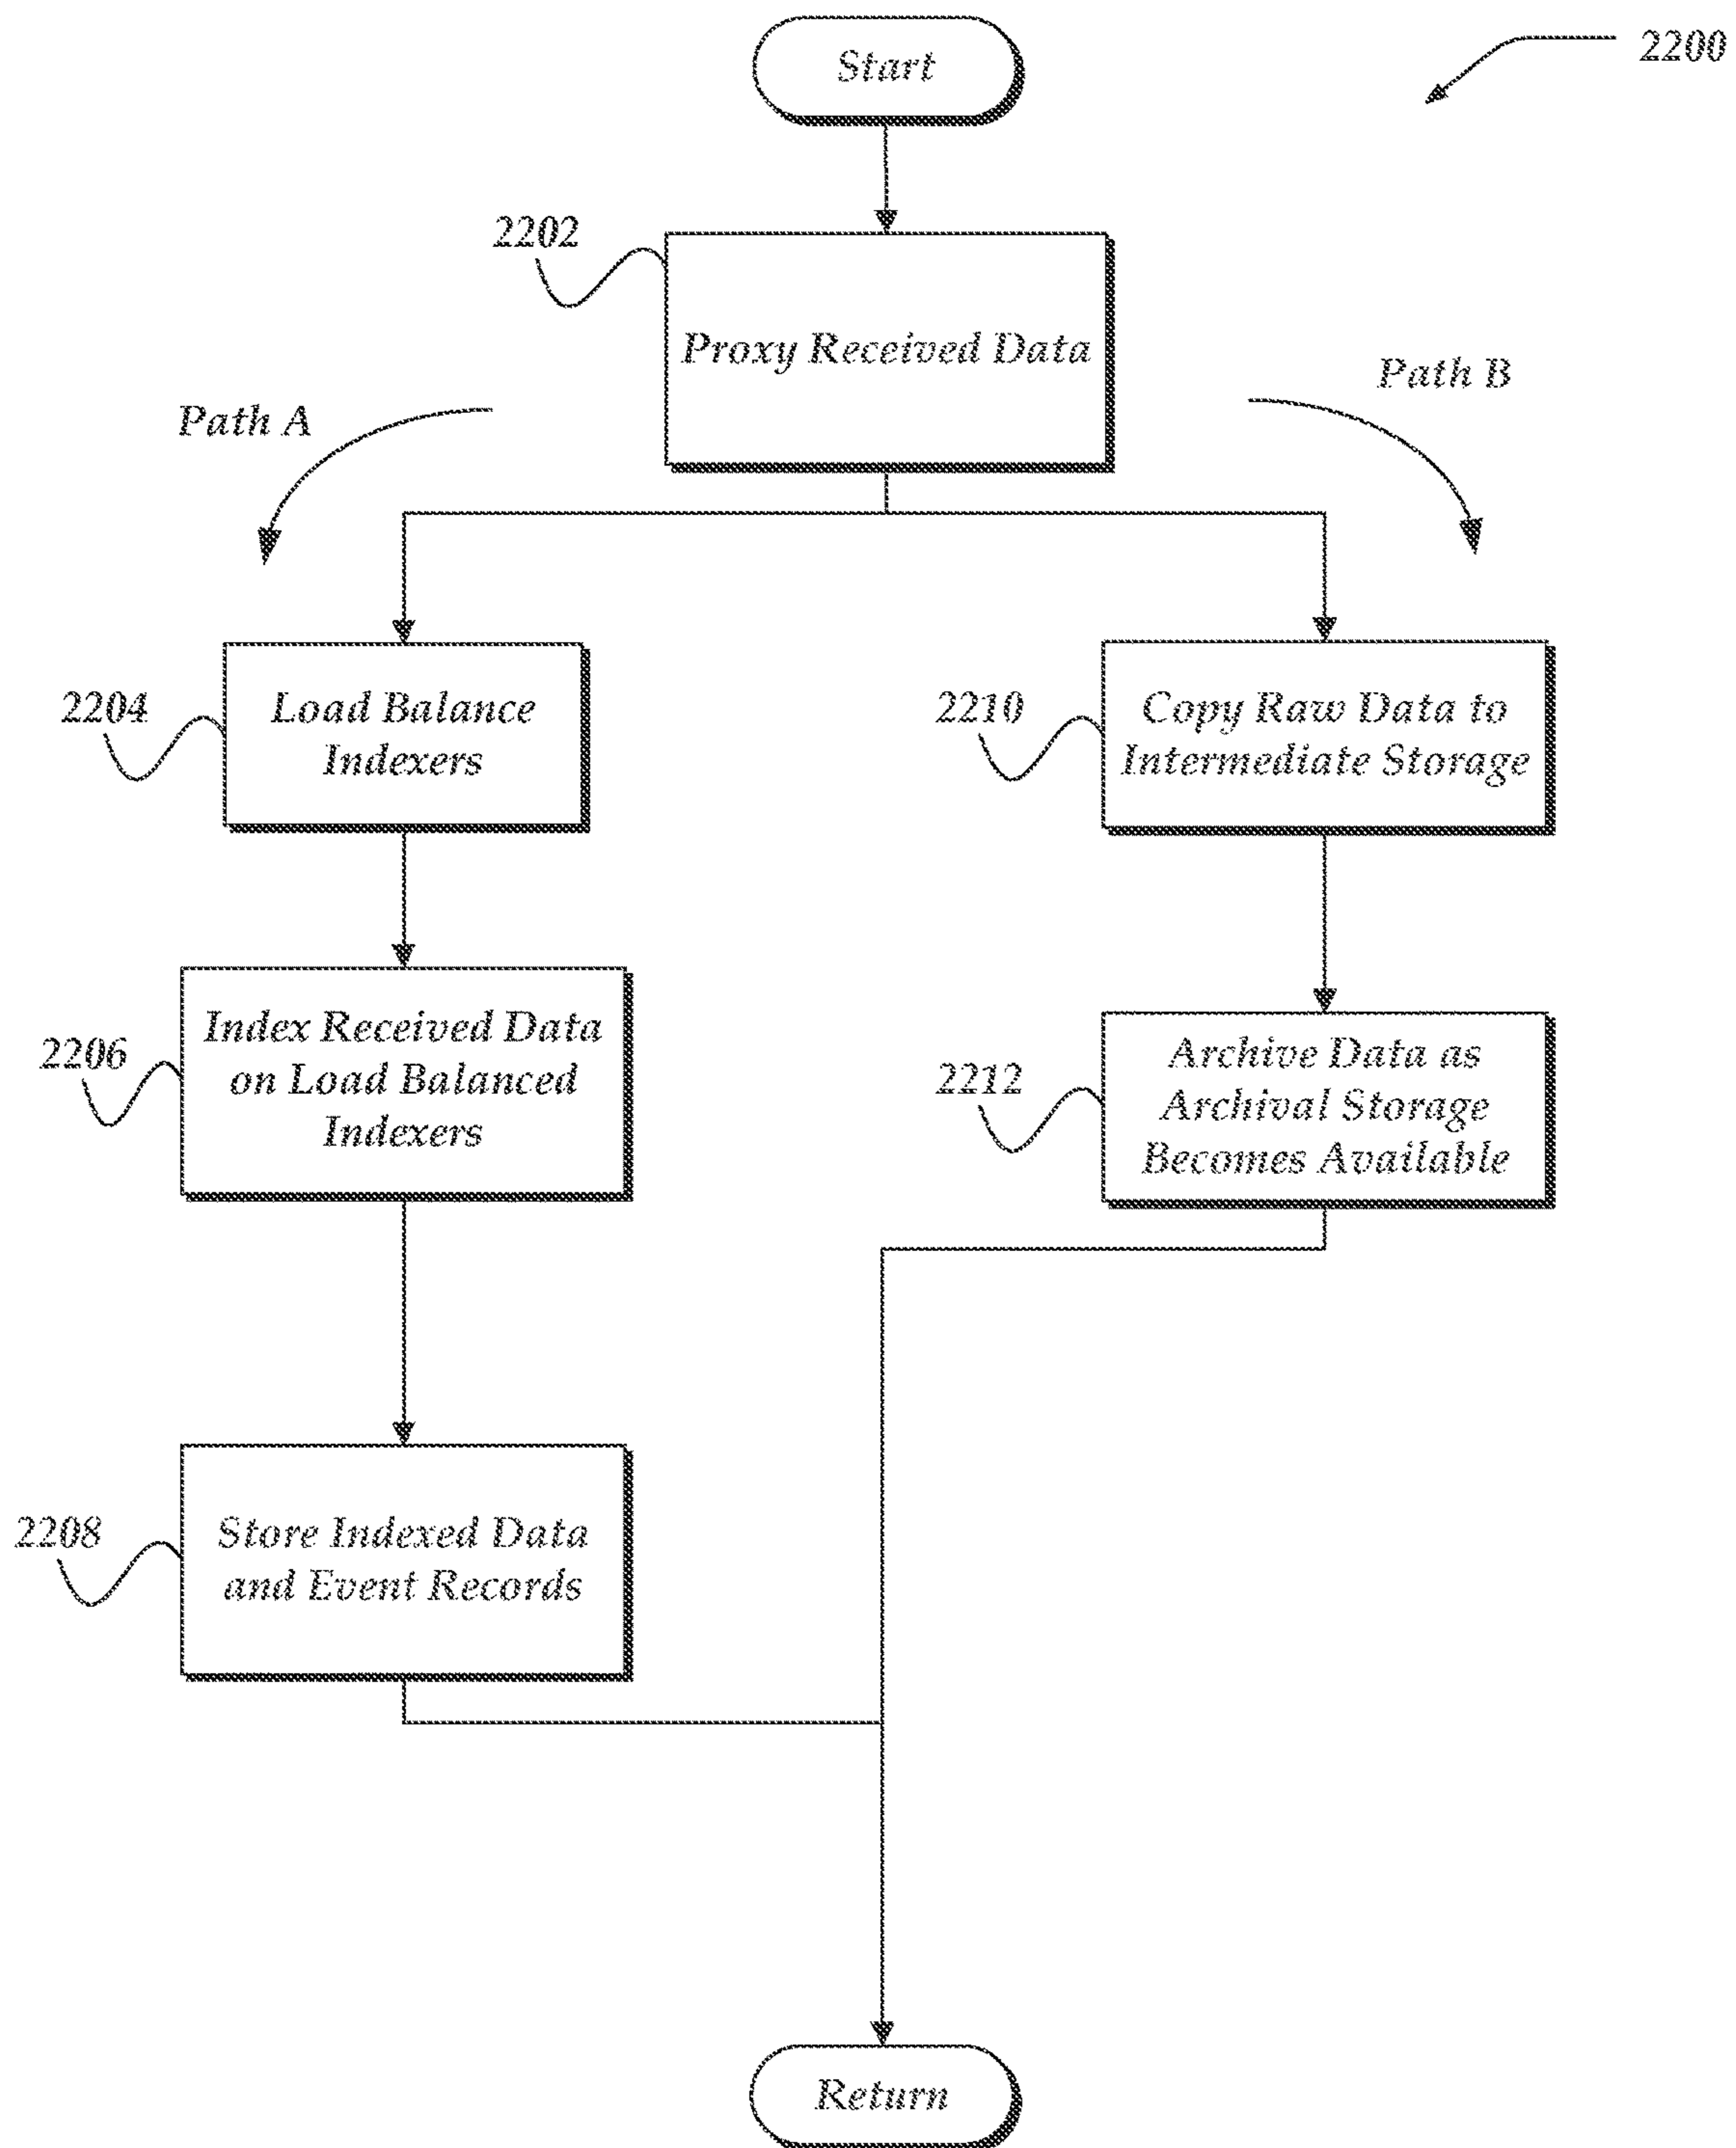 Start
2200
2202
Proxy Received Data
Path A
Path B
2204
Load Balance
Indexers
2210
Copy Raw Data to
Intermediate Storage
2206
Index Received Data
on Load Balanced
Indexers
2212
Archive Data as
Archival Storage
Becomes Available
2208
Store Indexed Data
and Event Records
Return